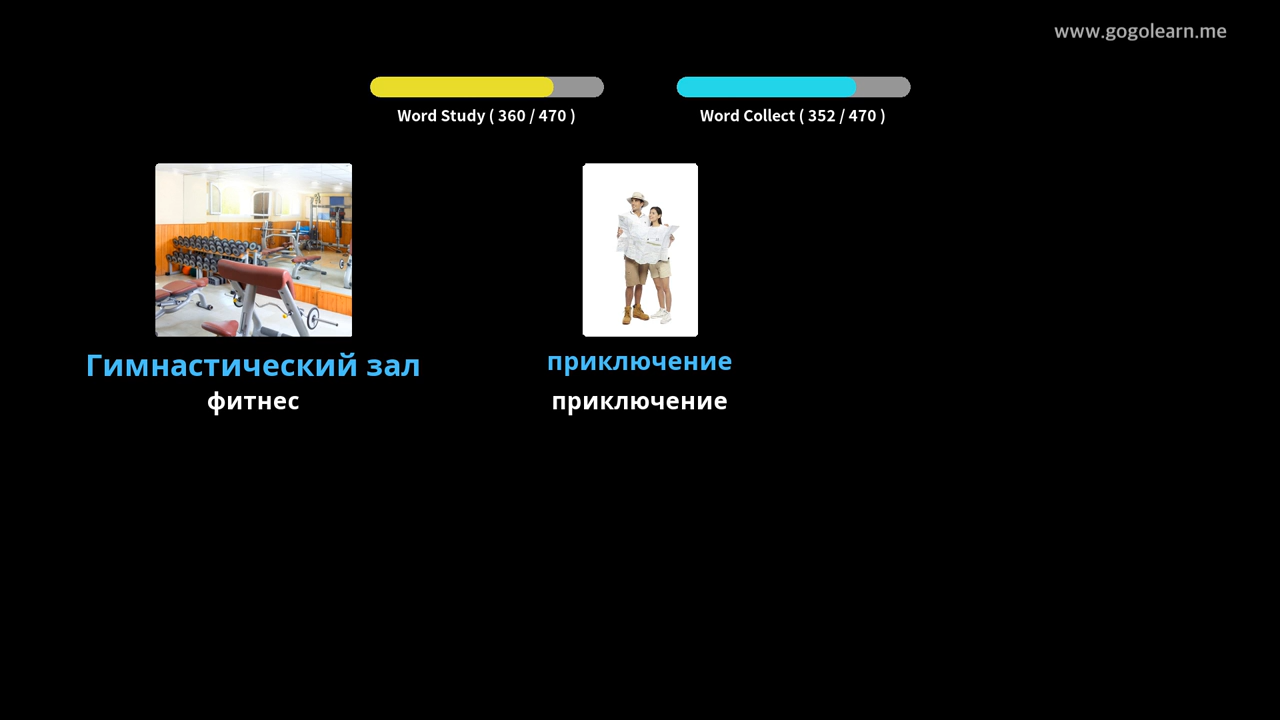 www.gogolearn.me
Word Study ( 360 / 470 )
Word Collect ( 352 / 470 )
Гимнастический зал
фитнес
приключение
приключение